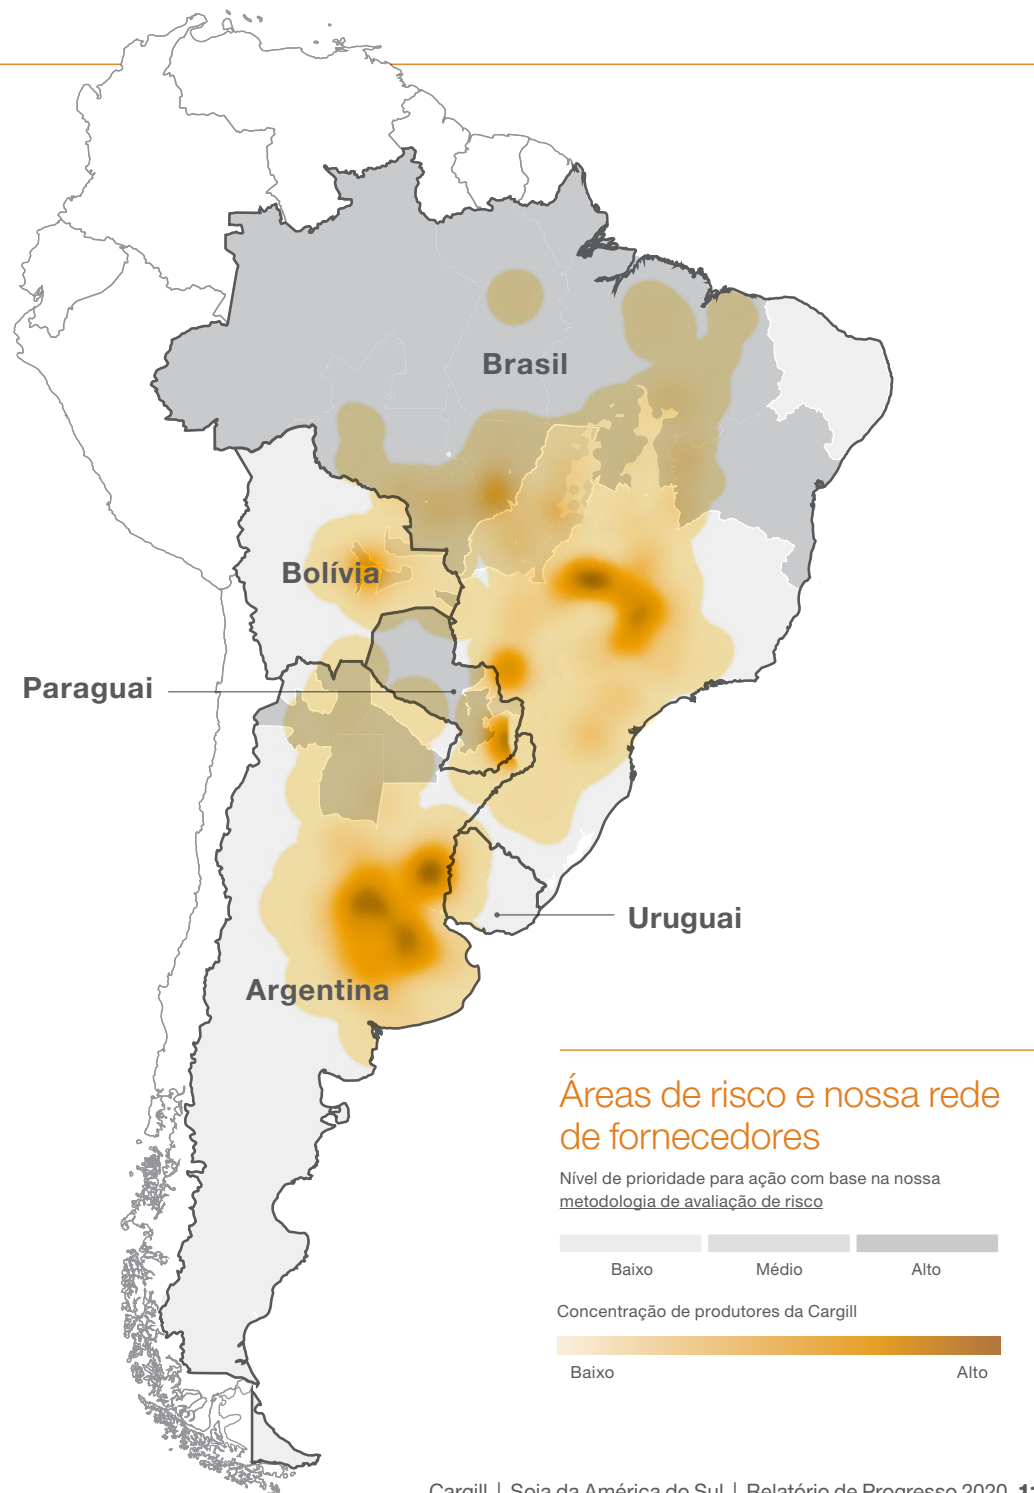 Brasil
Bolívia
Paraguai
Uruguai
Argentina
Áreas de risco e nossa rede
de fornecedores
Nível de prioridade para ação com base na nossa
metodologia de avaliação de risco
Baixo Médio Alto
Concentração de produtores da Cargill
Baixo Alto
Cargill | Soja da América do Sul | Relatório de Progresso 2020